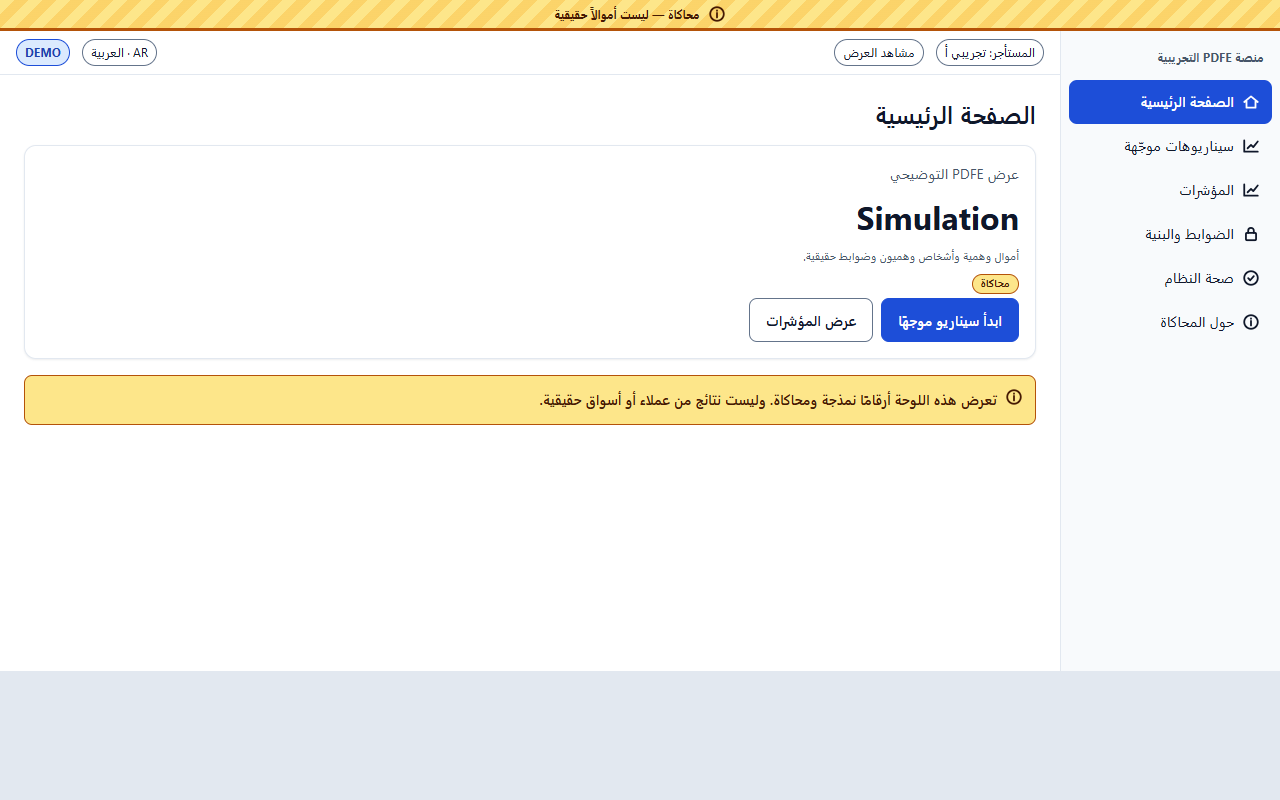 محاكاة — ليست أموالاً حقيقية
منصة PDFE التجريبية
الصفحة الرئيسية
سيناريوهات موجّهة
المؤشرات
الضوابط والبنية
صحة النظام
حول المحاكاة
المستأجر: تجريبي أ
مشاهد العرض
AR · العربية
DEMO
الصفحة الرئيسية
عرض PDFE التوضيحي
Simulation
أموال وهمية وأشخاص وهميون وضوابط حقيقية.
محاكاة
ابدأ سيناريو موجهًا
عرض المؤشرات
تعرض هذه اللوحة أرقامًا نمذجة ومحاكاة. وليست نتائج من عملاء أو أسواق حقيقية.